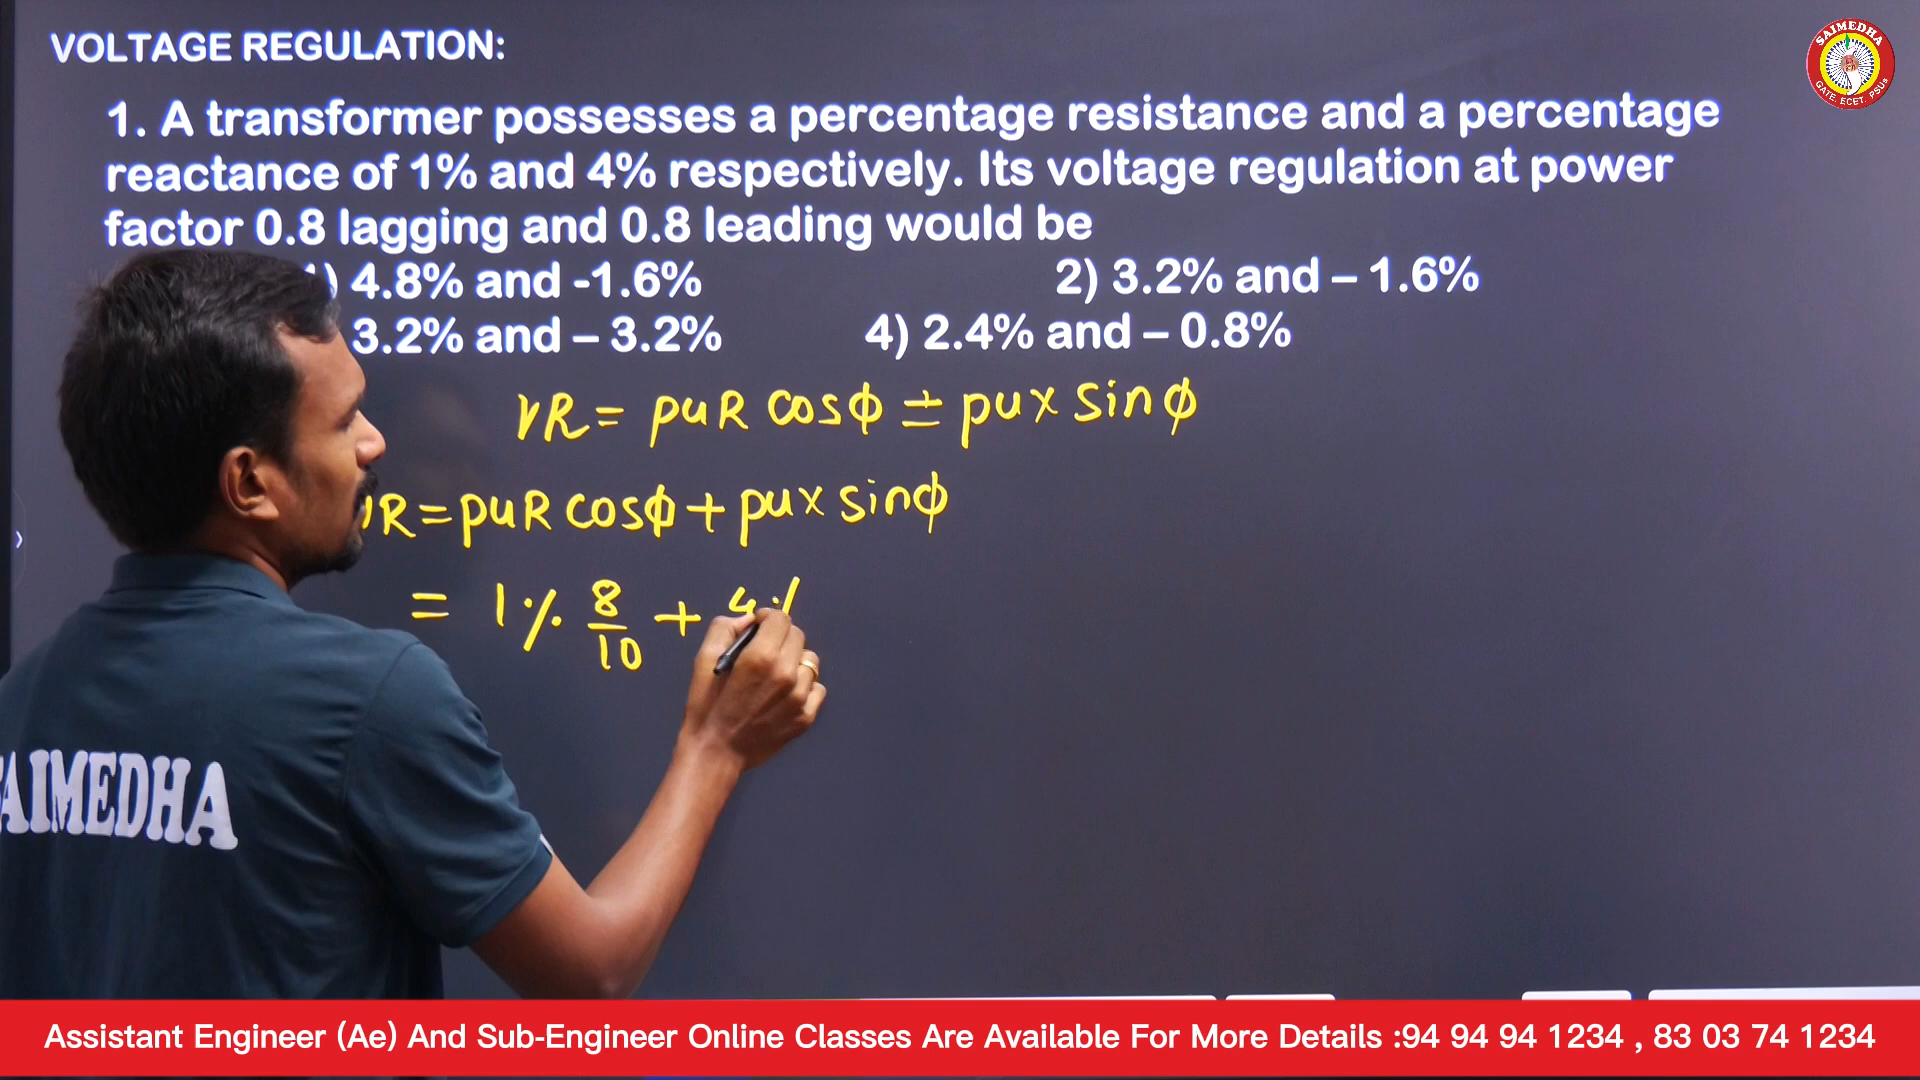 VOLTAGE REGULATION:
SAIMEDHA
GATE. ECET. PSUs
1. A transformer possesses a percentage resistance and a percentage
reactance of 1% and 4% respectively. Its voltage regulation at power
factor 0.8 lagging and 0.8 leading would be
) 4.8% and -1.6% 2) 3.2% and – 1.6%
3.2% and – 3.2% 4) 2.4% and – 0.8%
VR = puR cosϕ ± pux sinϕ
R = puR cosϕ + pux sinϕ
= 1% 8/10 + 4%
AIMEDHA
Assistant Engineer (Ae) And Sub-Engineer Online Classes Are Available For More Details :94 94 94 1234 , 83 03 74 1234